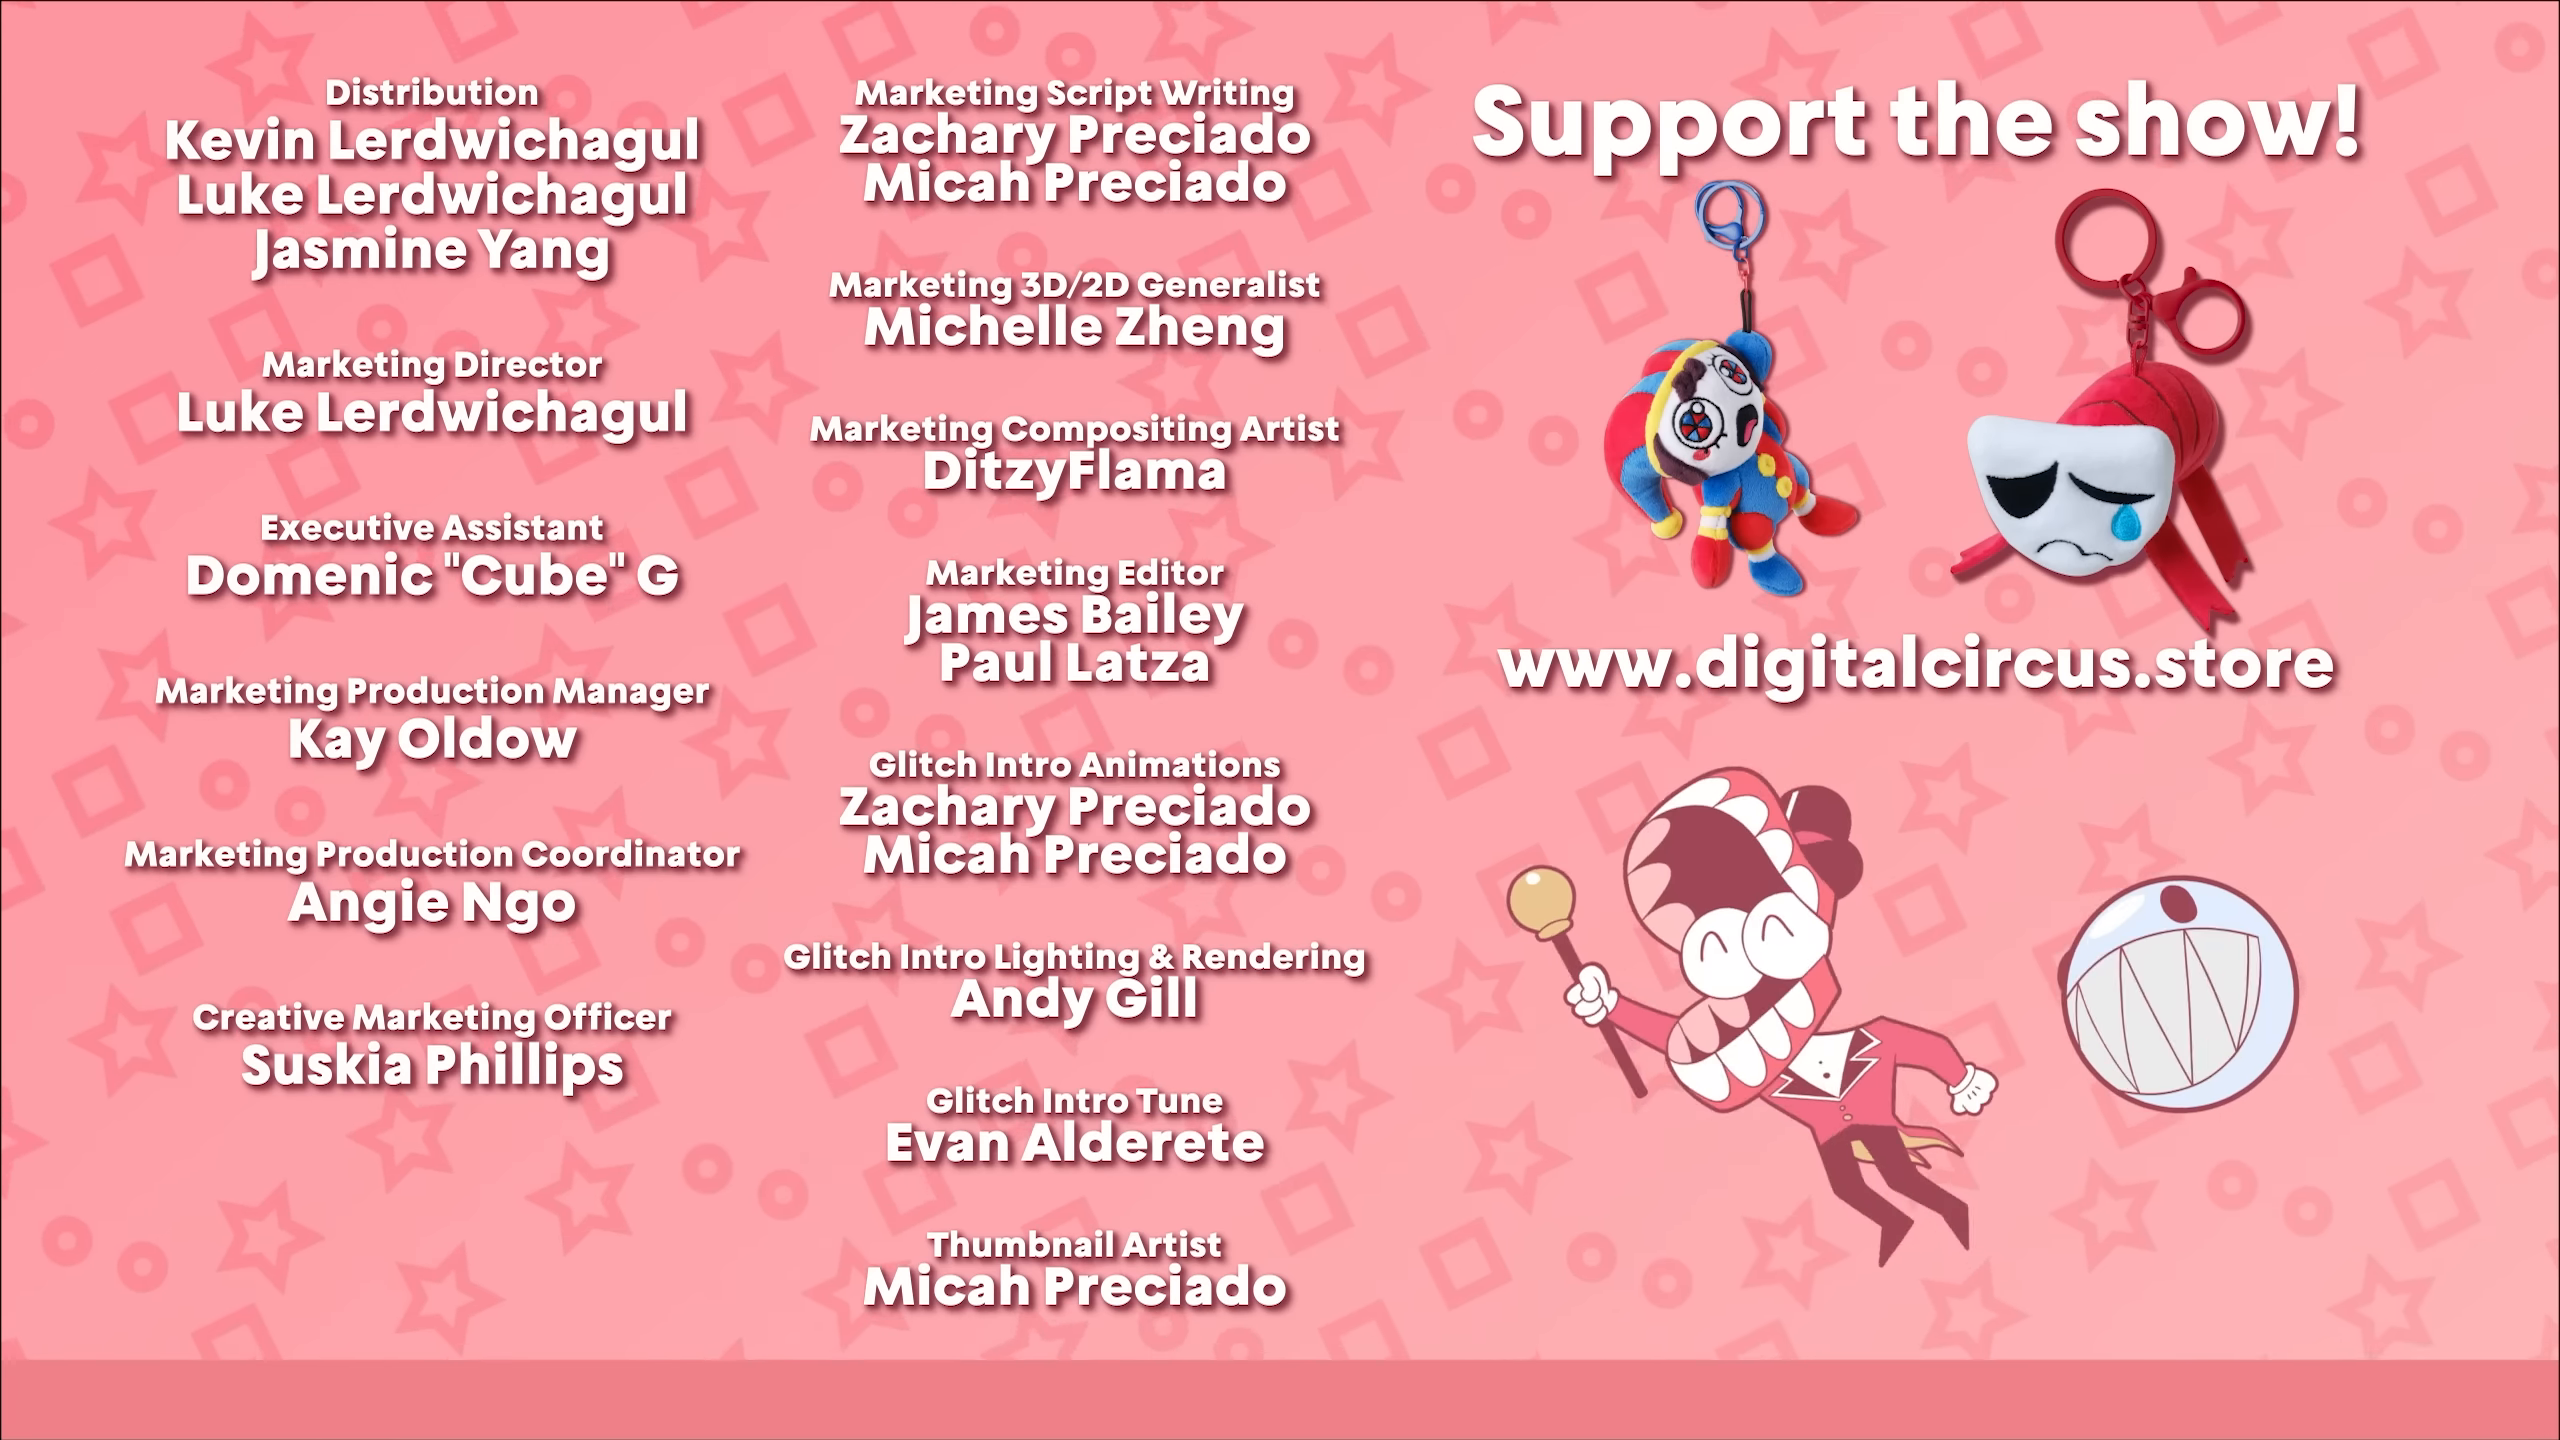 Distribution
Kevin Lerdwichagul
Luke Lerdwichagul
Jasmine Yang
Marketing Director
Luke Lerdwichagul
Executive Assistant
Domenic "Cube" G
Marketing Production Manager
Kay Oldow
Marketing Production Coordinator
Angie Ngo
Creative Marketing Officer
Suskia Phillips
Marketing Script Writing
Zachary Preciado
Micah Preciado
Marketing 3D/2D Generalist
Michelle Zheng
Marketing Compositing Artist
DitzyFlama
Marketing Editor
James Bailey
Paul Latza
Glitch Intro Animations
Zachary Preciado
Micah Preciado
Glitch Intro Lighting & Rendering
Andy Gill
Glitch Intro Tune
Evan Alderete
Thumbnail Artist
Micah Preciado
Support the show!
www.digitalcircus.store